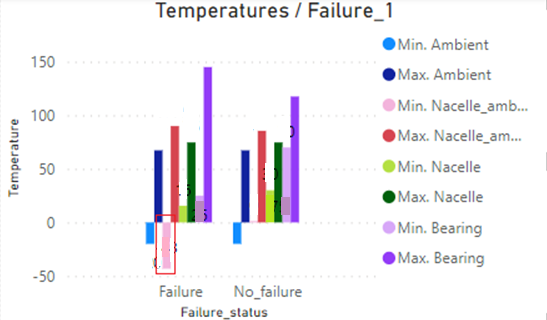 Temperatures / Failure_1
Min. Ambient
Max. Ambient
Min. Nacelle_amb...
Max. Nacelle_am...
Min. Nacelle
Max. Nacelle
Min. Bearing
Max. Bearing
Temperature
150
100
50
0
-50
Failure
No_failure
Failure_status